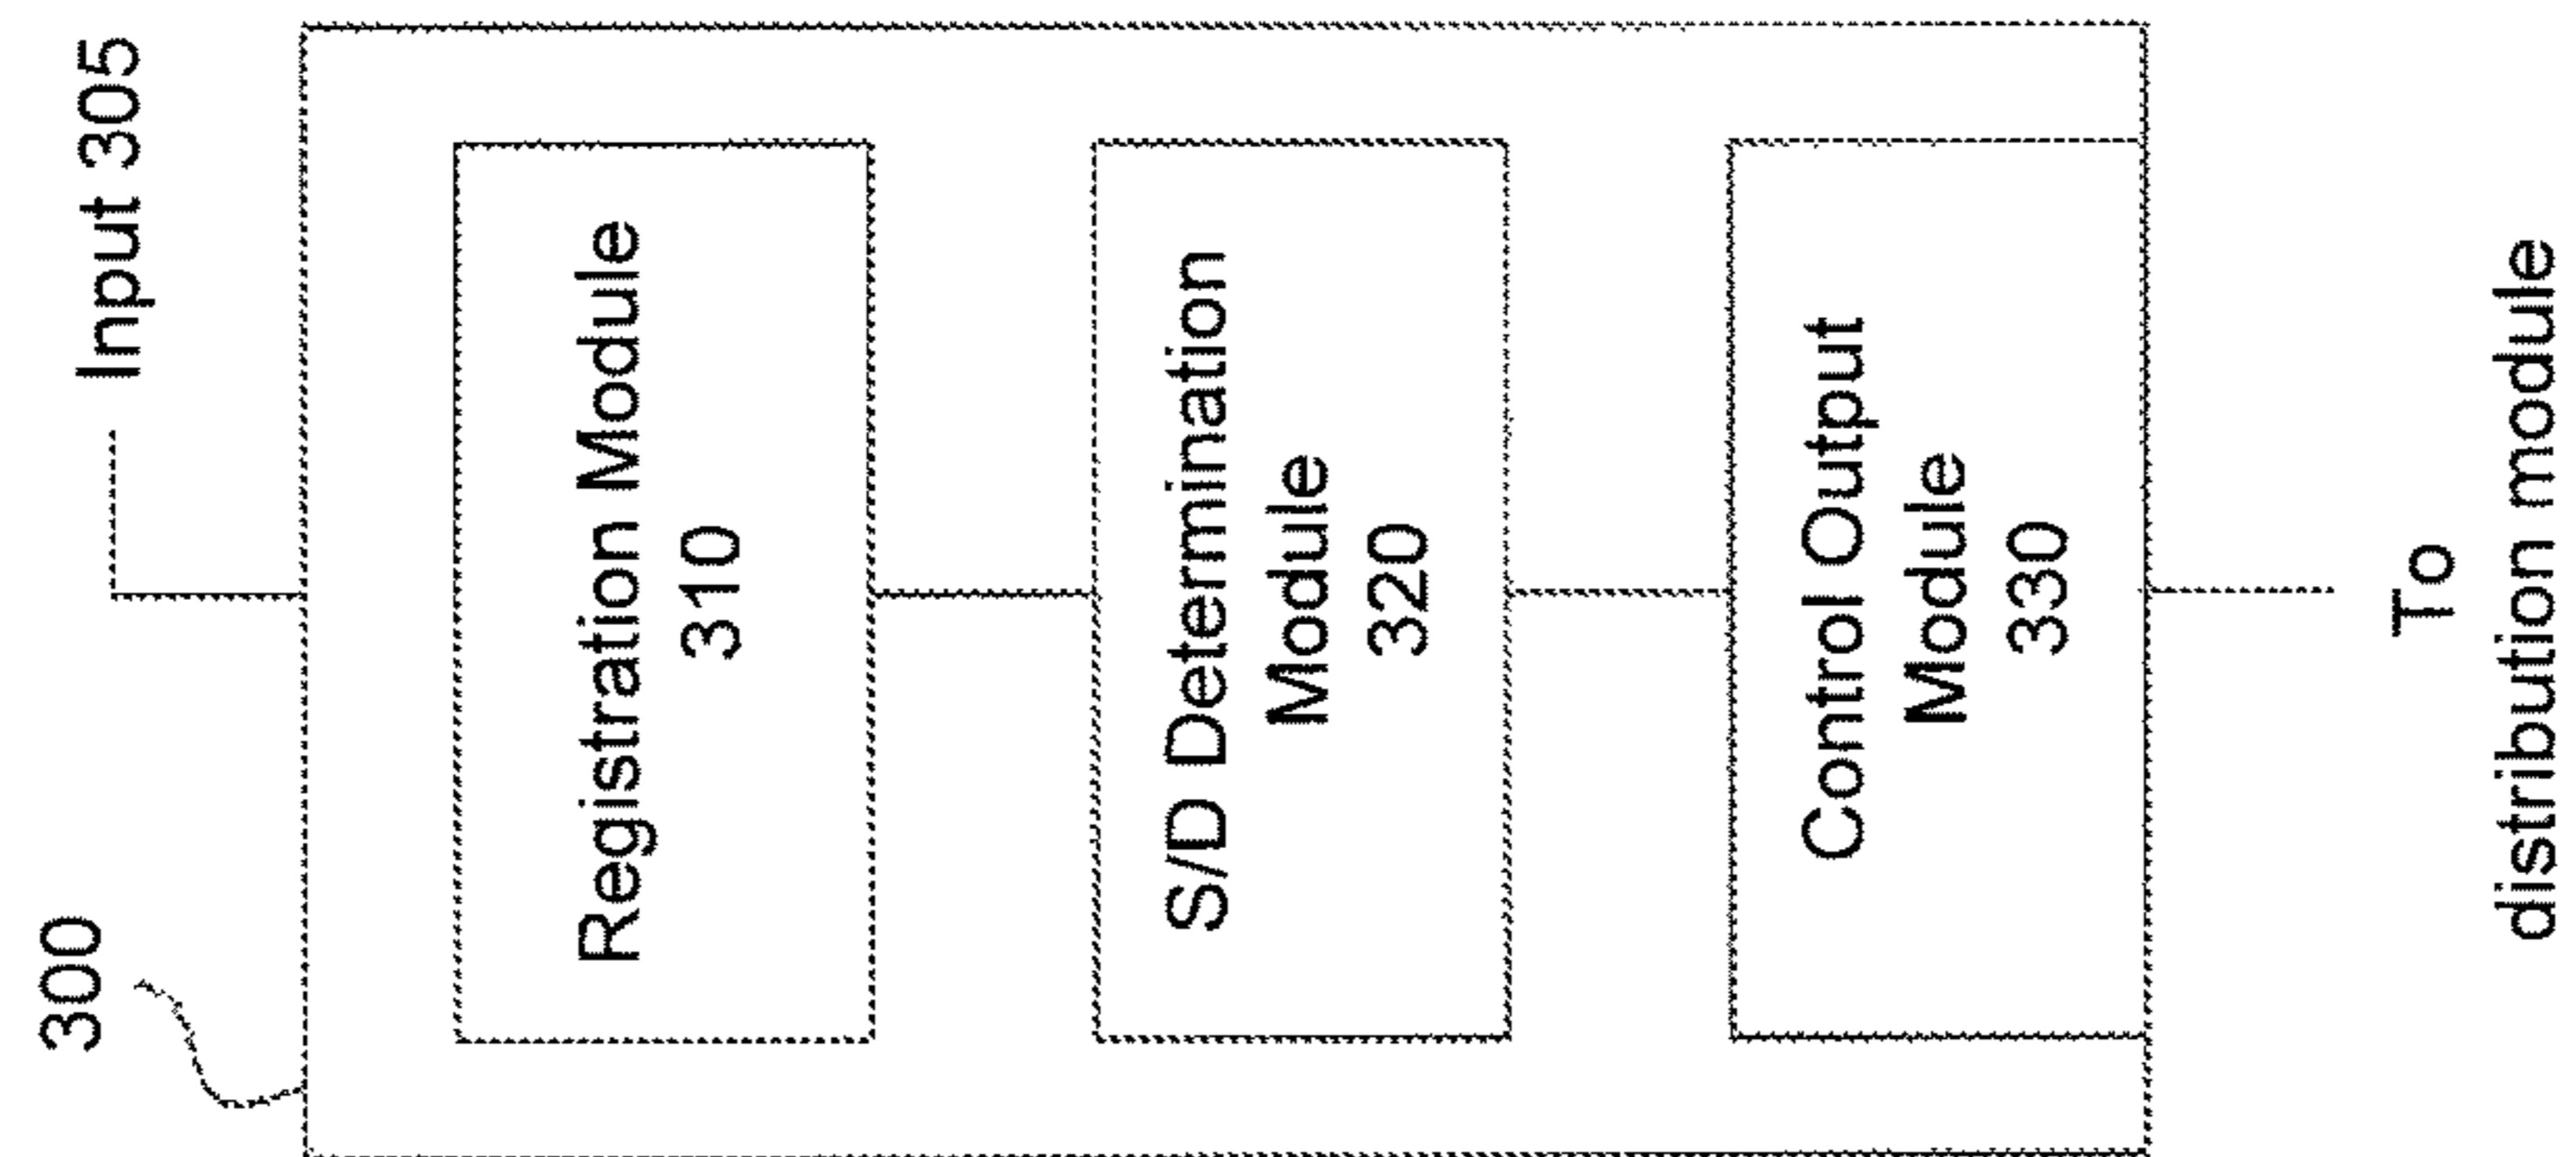 300
Input 305
Registration Module
310
S/D Determination
Module
320
Control Output
Module
330
To
distribution module